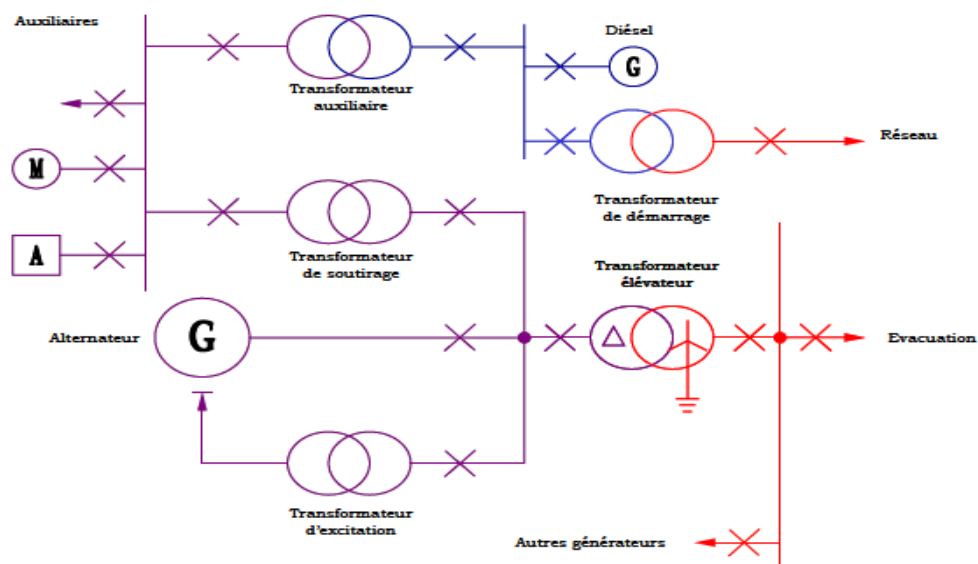 Auxiliaires
Diésel
G
Transformateur
auxiliaire
Réseau
M
Transformateur
de démarrage
A
Transformateur
de soutirage
Transformateur
élévateur
Alternateur
G
Evacuation
Transformateur
d'excitation
Autres générateurs